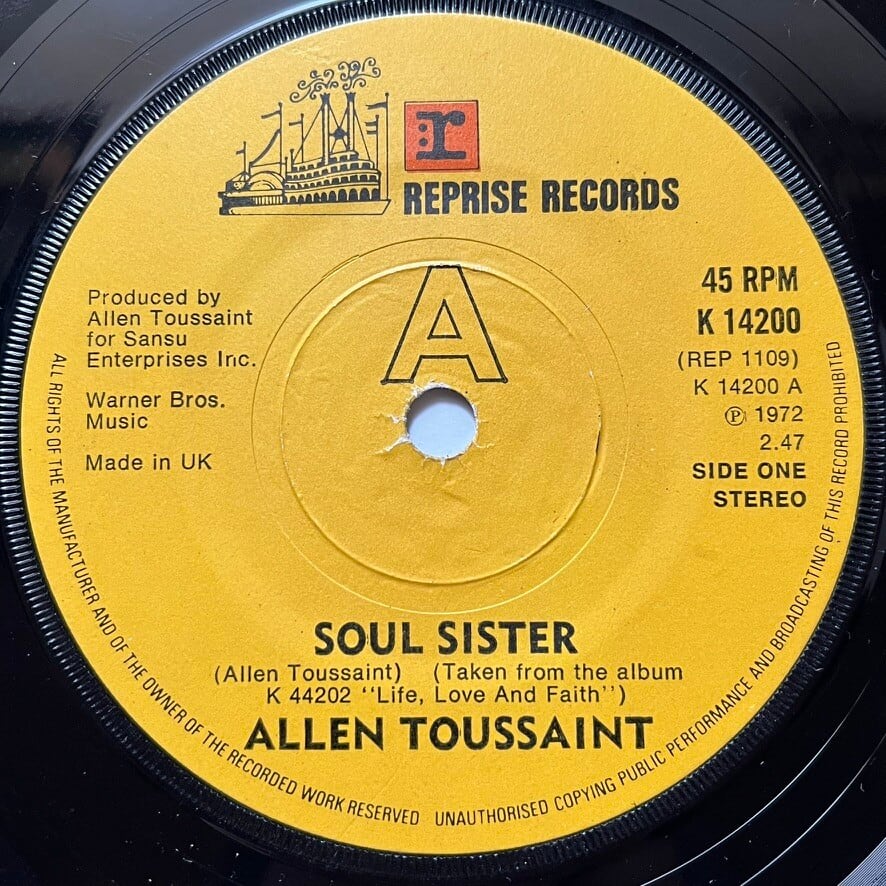 r
REPRISE RECORDS
A
Produced by
Allen Toussaint
for Sansu
Enterprises Inc.
Warner Bros.
Music
Made in UK
45 RPM
K 14200
(REP 1109)
K 14200 A
Ⓟ 1972
2.47
SIDE ONE
STEREO
SOUL SISTER
(Allen Toussaint) (Taken from the album
K 44202 "Life, Love And Faith")
ALLEN TOUSSAINT
ALL RIGHTS OF THE MANUFACTURER AND OF THE OWNER OF THE RECORDED WORK RESERVED UNAUTHORISED COPYING PUBLIC PERFORMANCE AND BROADCASTING OF THIS RECORD PROHIBITED